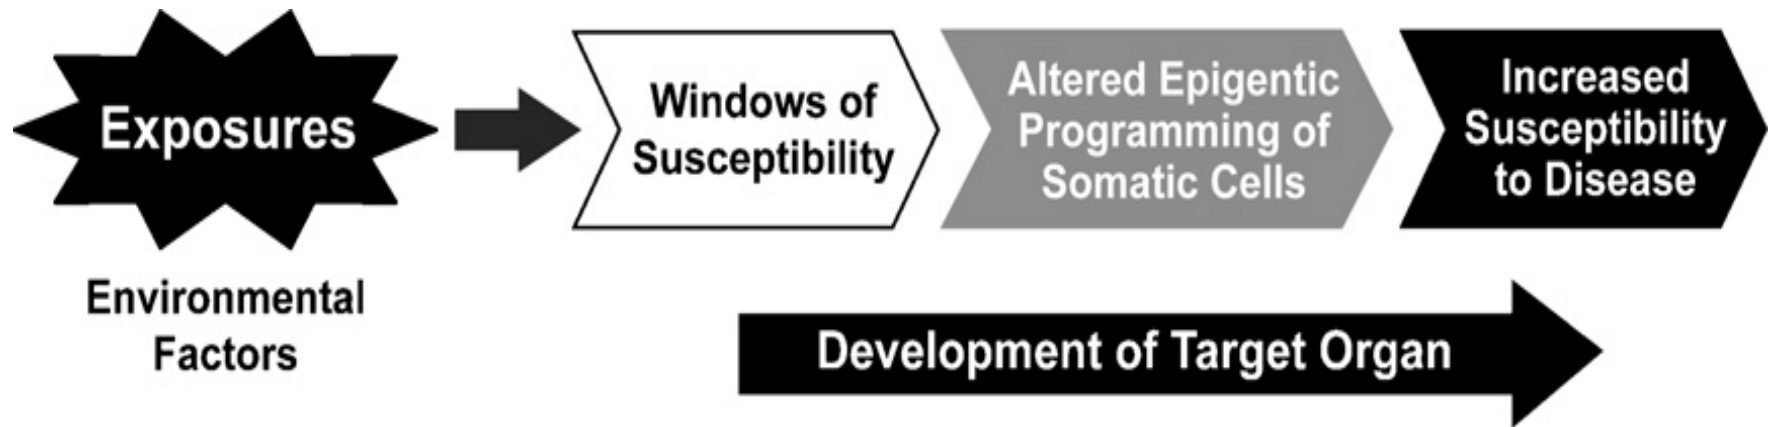 Exposures
Environmental
Factors
Windows of
Susceptibility
Altered Epigentic
Programming of
Somatic Cells
Increased
Susceptibility
to Disease
Development of Target Organ